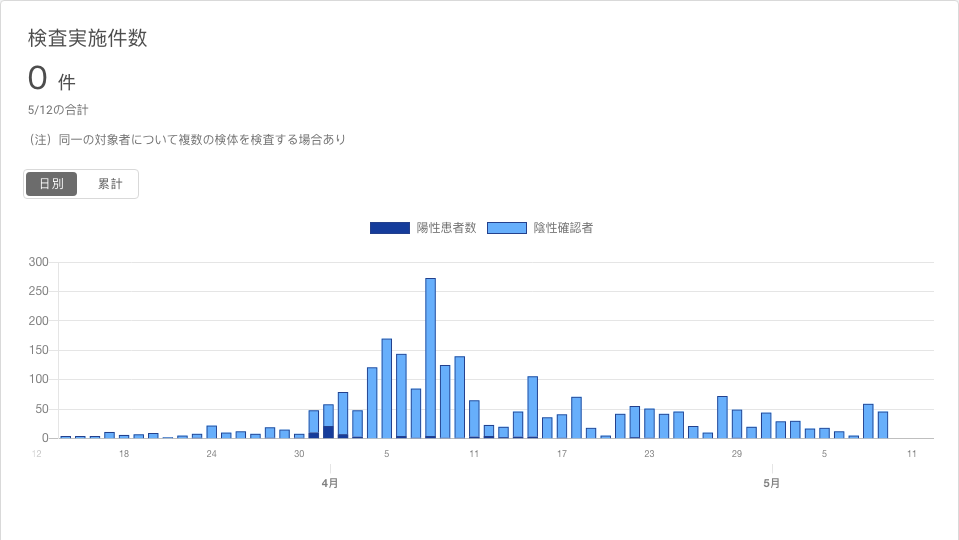 検査実施件数
0 件
5/12の合計
（注）同一の対象者について複数の検体を検査する場合あり
日別 累計
陽性患者数 陰性確認者
300
250
200
150
100
50
0
12 18 24 30 5 11 17 23 29 5 11
4月 5月